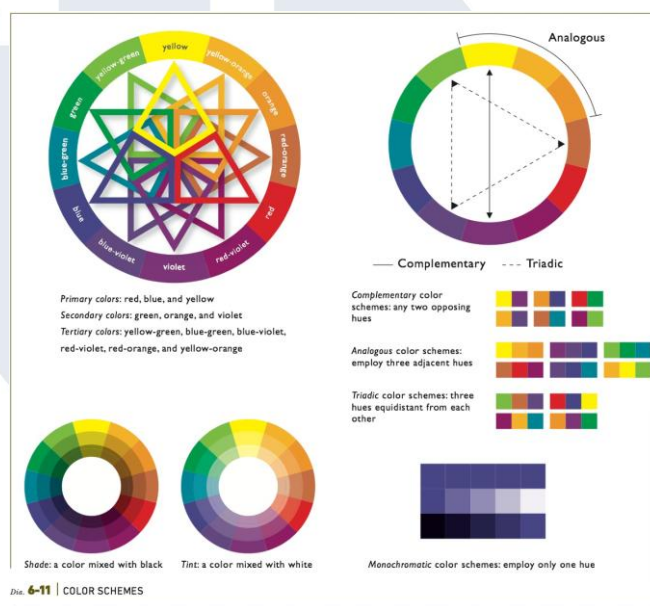 yellow
yellow-orange
orange
red-orange
red
red-violet
violet
blue-violet
blue
blue-green
green
yellow-green
Primary colors: red, blue, and yellow
Secondary colors: green, orange, and violet
Tertiary colors: yellow-green, blue-green, blue-violet,
red-violet, red-orange, and yellow-orange
Analogous
Complementary
Triadic
Complementary color
schemes: any two opposing
hues
Analogous color schemes:
employ three adjacent hues
Triadic color schemes: three
hues equidistant from each
other
Shade: a color mixed with black
Tint: a color mixed with white
Monochromatic color schemes: employ only one hue
Dia. 6-11 | COLOR SCHEMES